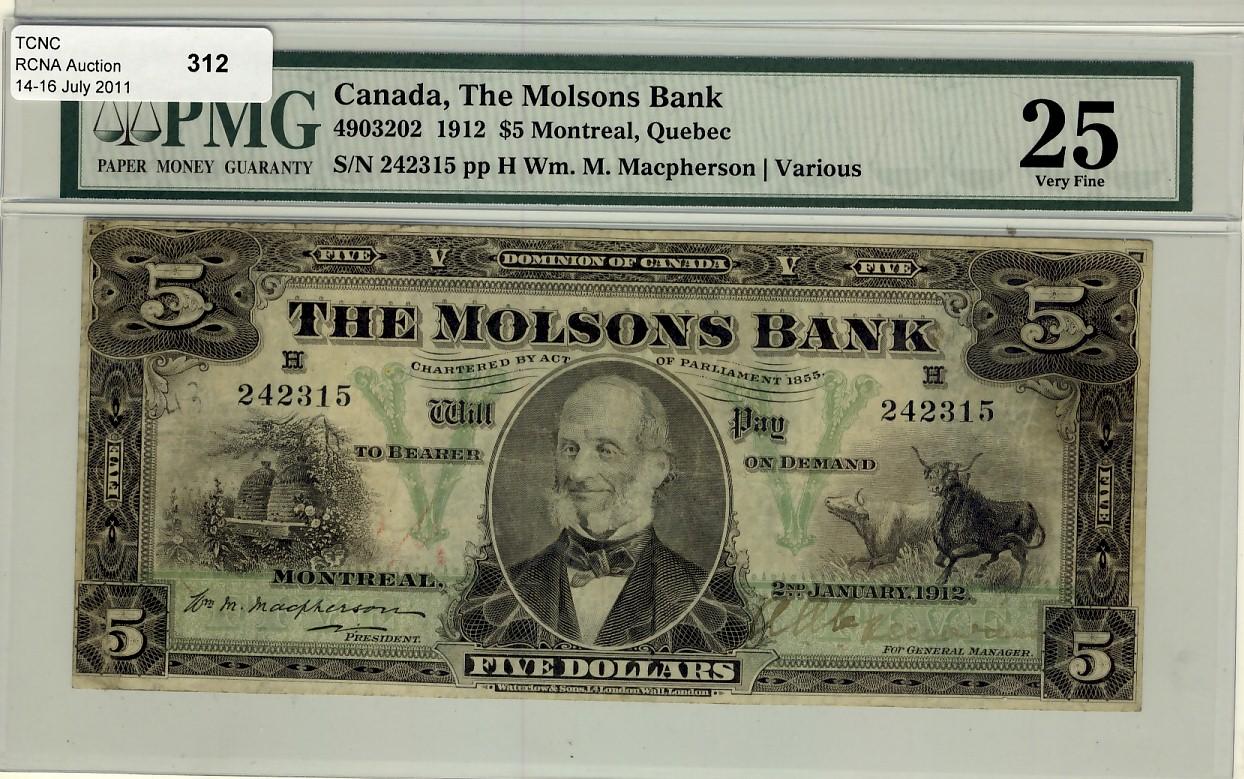 TCNC
RCNA Auction 312
14-16 July 2011
PMG
PAPER MONEY GUARANTY
Canada, The Molsons Bank
4903202 1912 $5 Montreal, Quebec
S/N 242315 pp H Wm. M. Macpherson | Various
25
Very Fine
5 FIVE V DOMINION OF CANADA V FIVE 5
THE MOLSONS BANK
CHARTERED BY ACT OF PARLIAMENT 1855.
H H
242315 242315
Will Pay
TO BEARER ON DEMAND
V V
FIVE FIVE
MONTREAL, 2ND JANUARY, 1912.
Wm. M. Macpherson
PRESIDENT.
FOR GENERAL MANAGER.
5 FIVE DOLLARS 5
Waterlow & Sons, Ld London Wall, London